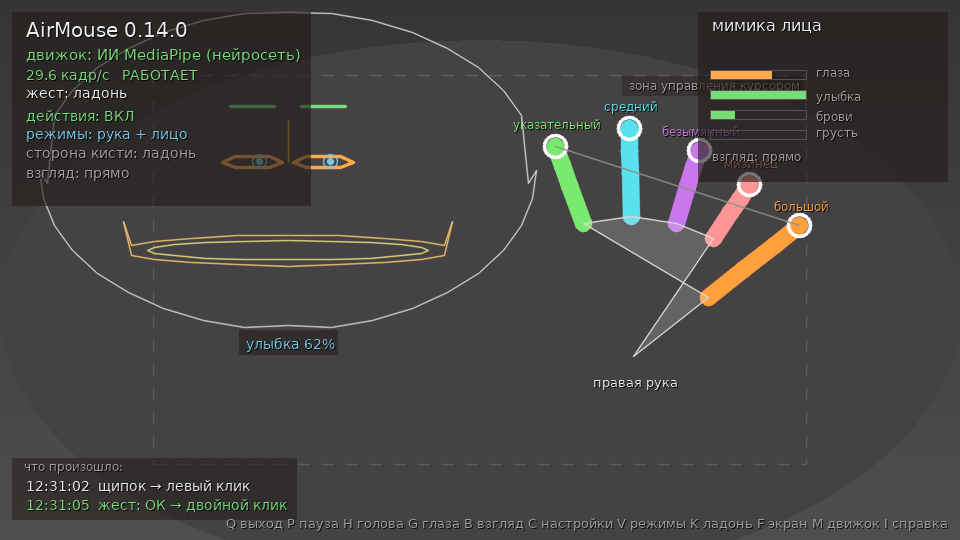 AirMouse 0.14.0
движок: ИИ MediaPipe (нейросеть)
29.6 кадр/с РАБОТАЕТ
жест: ладонь
действия: ВКЛ
режимы: рука + лицо
сторона кисти: ладонь
взгляд: прямо
мимика лица
глаза
улыбка
брови
грусть
взгляд: прямо
зона управления курсором
средний
указательный
безымянный
мизинец
большой
улыбка 62%
правая рука
что произошло:
12:31:02 щипок → левый клик
12:31:05 жест: ОК → двойной клик
Q выход P пауза H голова G глаза B взгляд C настройки V режимы K ладонь F экран M движок I справка